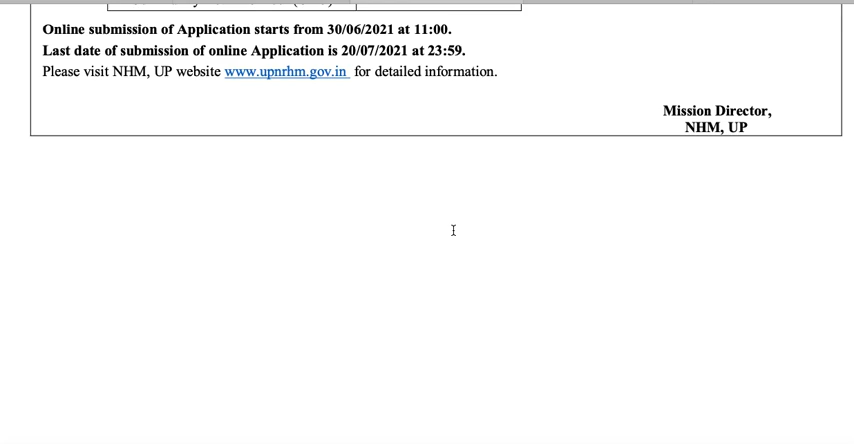 Online submission of Application starts from 30/06/2021 at 11:00.
Last date of submission of online Application is 20/07/2021 at 23:59.
Please visit NHM, UP website www.upnrhm.gov.in for detailed information.
Mission Director,
NHM, UP